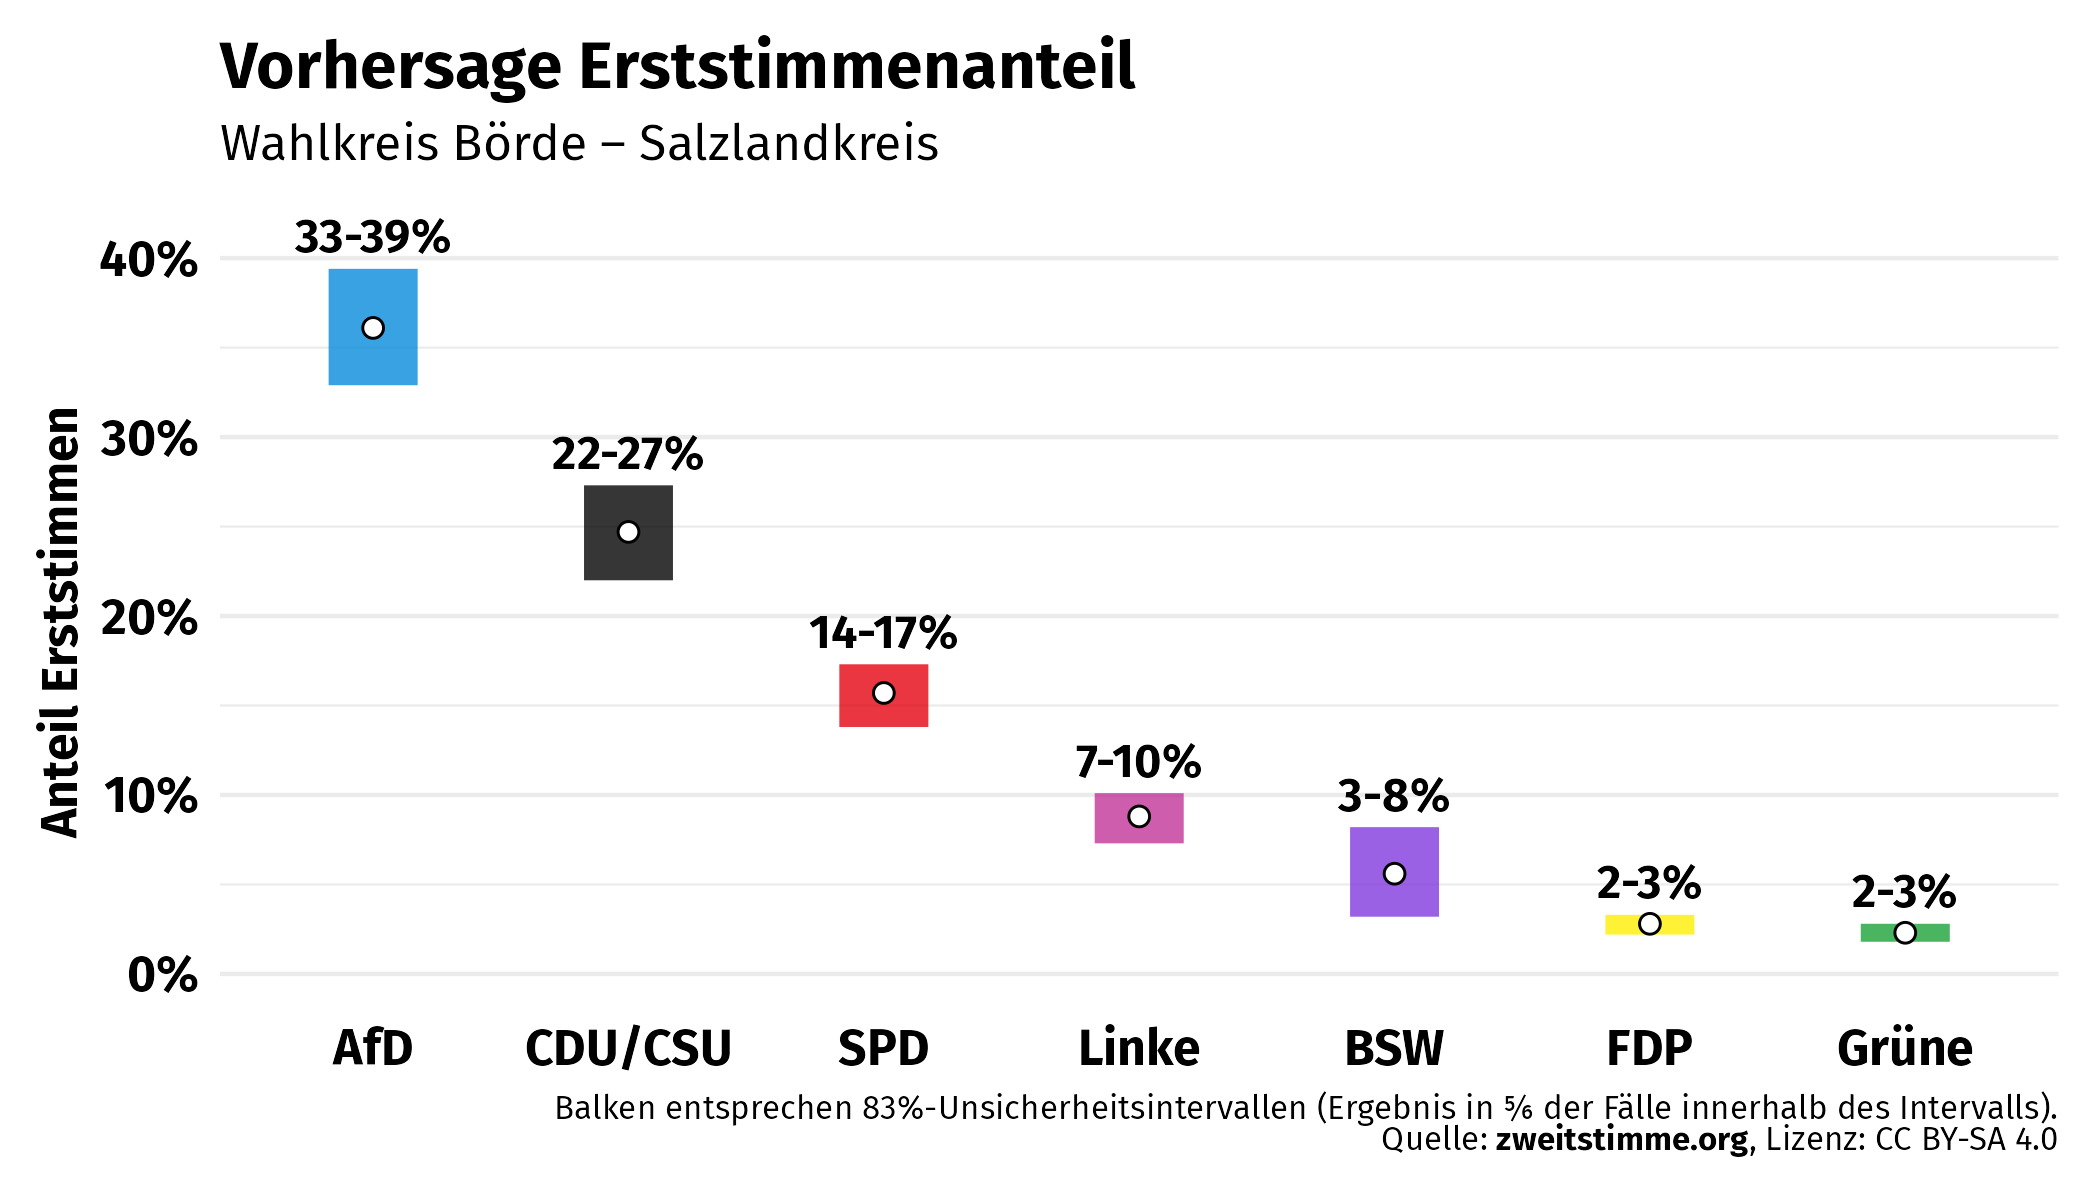 Vorhersage Erststimmenanteil
Wahlkreis Börde – Salzlandkreis
Anteil Erststimmen
40%
30%
20%
10%
0%
33-39%
22-27%
14-17%
7-10%
3-8%
2-3%
2-3%
AfD
CDU/CSU
SPD
Linke
BSW
FDP
Grüne
Balken entsprechen 83%-Unsicherheitsintervallen (Ergebnis in ⅚ der Fälle innerhalb des Intervalls).
Quelle: zweitstimme.org, Lizenz: CC BY-SA 4.0